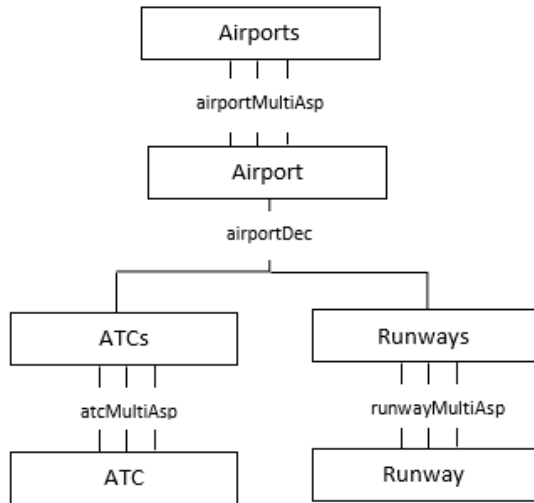 Airports
airportMultiAsp
Airport
airportDec
ATCs
Runways
atcMultiAsp
runwayMultiAsp
ATC
Runway